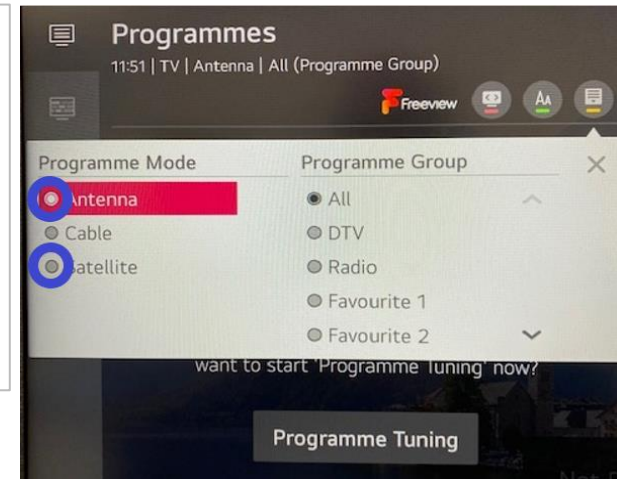 Programmes
11:51 | TV | Antenna | All (Programme Group)
Freeview
AA
Programme Mode
Programme Group
Antenna
All
Cable
DTV
Satellite
Radio
Favourite 1
Favourite 2
want to start 'Programme Tuning' now?
Programme Tuning